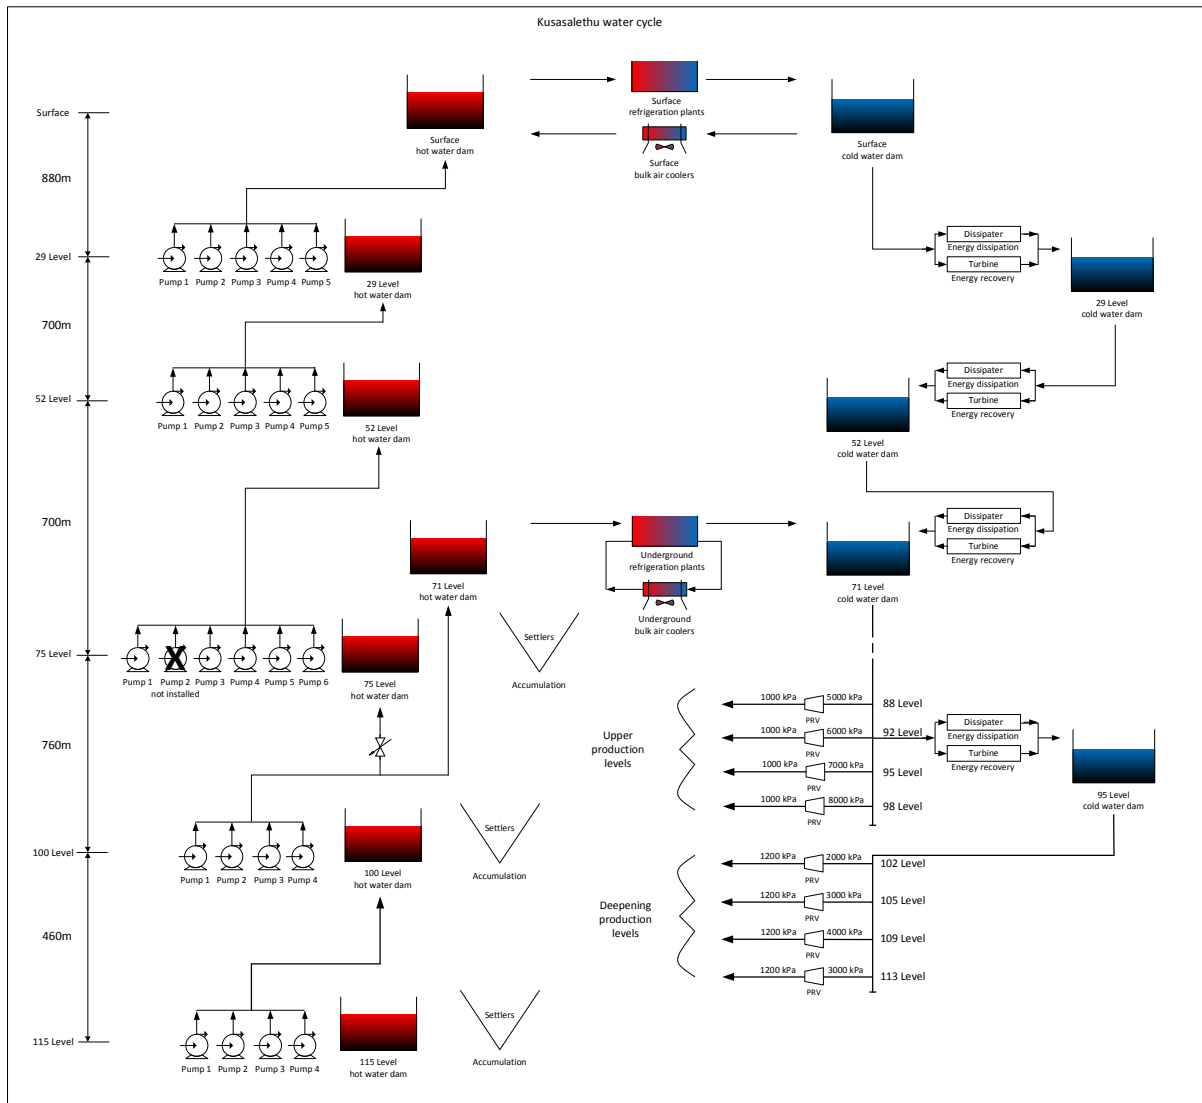 Kusasalethu water cycle
Surface
880m
29 Level
700m
52 Level
700m
75 Level
760m
100 Level
460m
115 Level
Surface
hot water dam
Surface
refrigeration plants
Surface
bulk air coolers
Surface
cold water dam
Pump 1
Pump 2
Pump 3
Pump 4
Pump 5
29 Level
hot water dam
Dissipater
Energy dissipation
Turbine
Energy recovery
29 Level
cold water dam
Pump 1
Pump 2
Pump 3
Pump 4
Pump 5
52 Level
hot water dam
Dissipater
Energy dissipation
Turbine
Energy recovery
52 Level
cold water dam
71 Level
hot water dam
Underground
refrigeration plants
Underground
bulk air coolers
Dissipater
Energy dissipation
Turbine
Energy recovery
71 Level
cold water dam
Pump 1
Pump 2
not installed
X
Pump 3
Pump 4
Pump 5
Pump 6
75 Level
hot water dam
Settlers
Accumulation
Upper
production
levels
1000 kPa
PRV
5000 kPa
88 Level
1000 kPa
PRV
6000 kPa
92 Level
1000 kPa
PRV
7000 kPa
95 Level
1000 kPa
PRV
8000 kPa
98 Level
Dissipater
Energy dissipation
Turbine
Energy recovery
95 Level
cold water dam
Pump 1
Pump 2
Pump 3
Pump 4
100 Level
hot water dam
Settlers
Accumulation
Deepening
production
levels
1200 kPa
PRV
2000 kPa
102 Level
1200 kPa
PRV
3000 kPa
105 Level
1200 kPa
PRV
4000 kPa
109 Level
1200 kPa
PRV
3000 kPa
113 Level
Pump 1
Pump 2
Pump 3
Pump 4
115 Level
hot water dam
Settlers
Accumulation